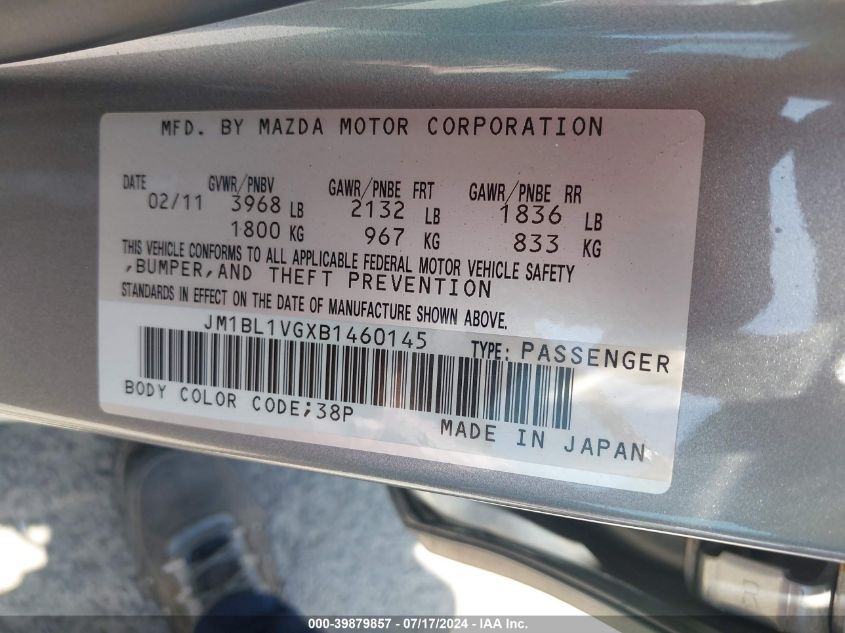 MFD. BY MAZDA MOTOR CORPORATION
DATE GVWR/PNBV GAWR/PNBE FRT GAWR/PNBE RR
02/11 3968 LB 2132 LB 1836 LB
1800 KG 967 KG 833 KG
THIS VEHICLE CONFORMS TO ALL APPLICABLE FEDERAL MOTOR VEHICLE SAFETY
,BUMPER,AND THEFT PREVENTION
STANDARDS IN EFFECT ON THE DATE OF MANUFACTURE SHOWN ABOVE.
JM1BL1VGXB1460145 TYPE: PASSENGER
BODY COLOR CODE;38P
MADE IN JAPAN
000-39879857 - 07/17/2024 - IAA Inc.